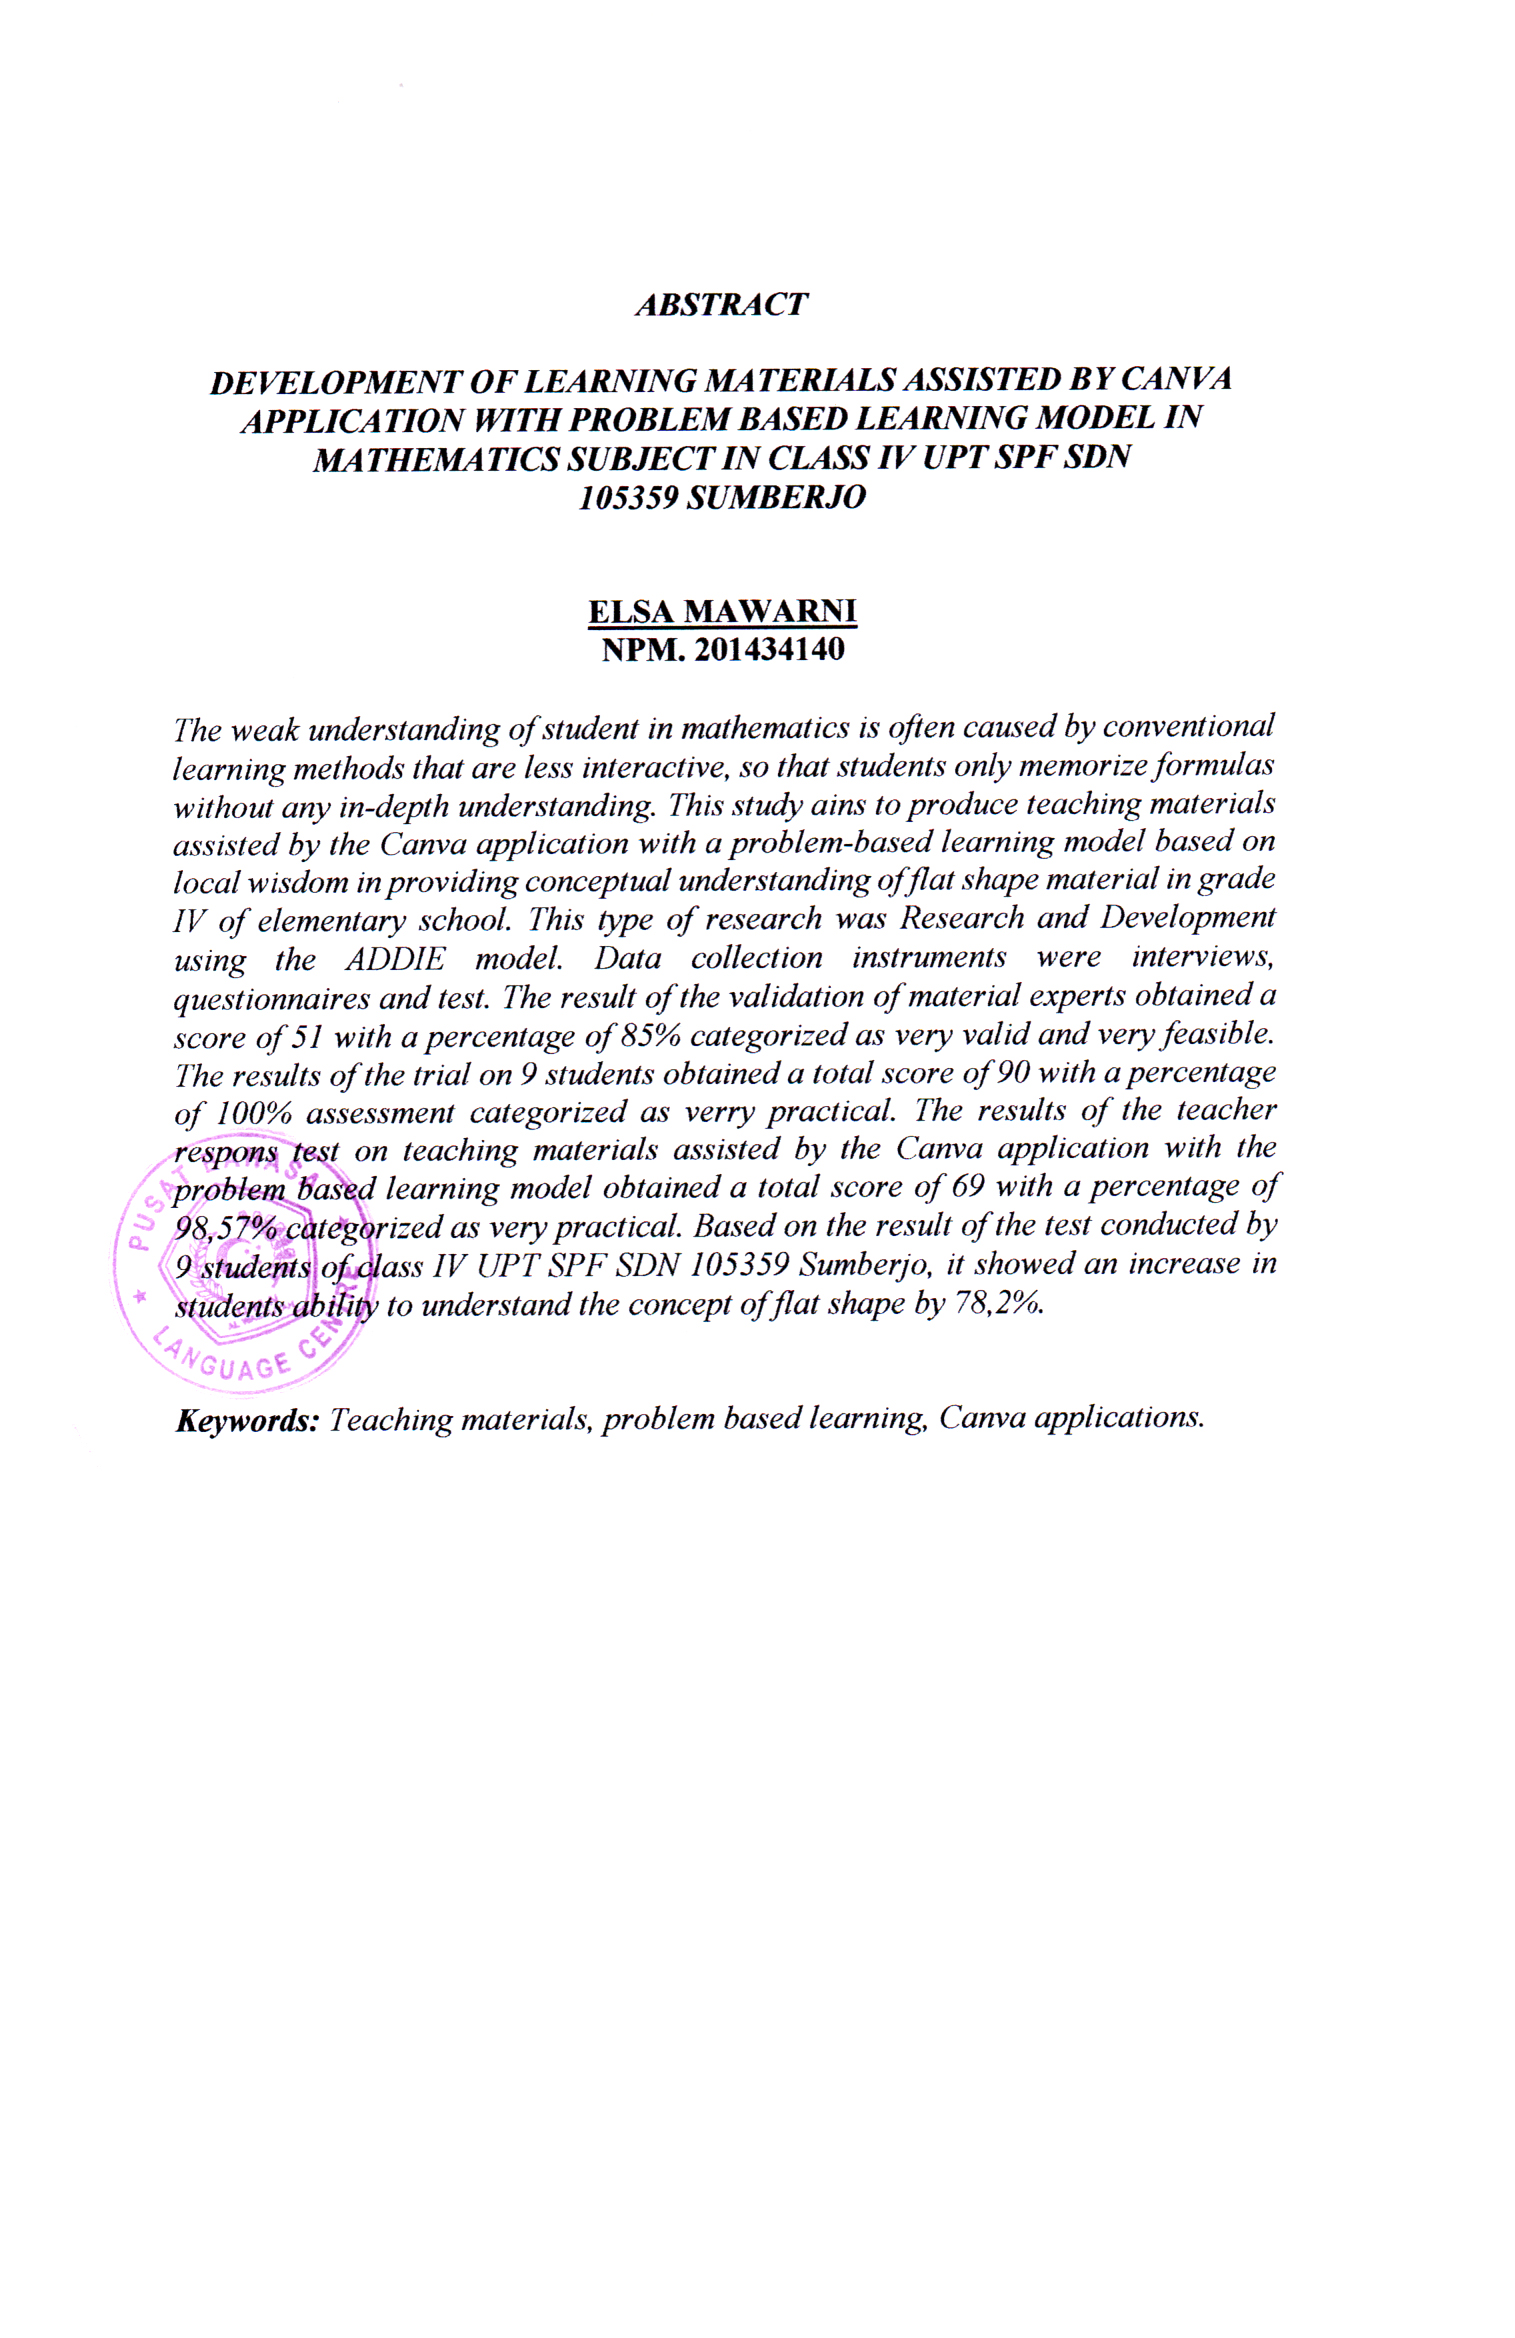 ABSTRACT
DEVELOPMENT OF LEARNING MATERIALS ASSISTED BY CANVA
APPLICATION WITH PROBLEM BASED LEARNING MODEL IN
MATHEMATICS SUBJECT IN CLASS IV UPT SPF SDN
105359 SUMBERJO
ELSA MAWARNI
NPM. 201434140
The weak understanding of student in mathematics is often caused by conventional
learning methods that are less interactive, so that students only memorize formulas
without any in-depth understanding. This study ains to produce teaching materials
assisted by the Canva application with a problem-based learning model based on
local wisdom in providing conceptual understanding of flat shape material in grade
IV of elementary school. This type of research was Research and Development
using the ADDIE model. Data collection instruments were interviews,
questionnaires and test. The result of the validation of material experts obtained a
score of 51 with a percentage of 85% categorized as very valid and very feasible.
The results of the trial on 9 students obtained a total score of 90 with a percentage
of 100% assessment categorized as verry practical. The results of the teacher
respons test on teaching materials assisted by the Canva application with the
problem based learning model obtained a total score of 69 with a percentage of
98,57% categorized as very practical. Based on the result of the test conducted by
9 students of class IV UPT SPF SDN 105359 Sumberjo, it showed an increase in
students ability to understand the concept of flat shape by 78,2%.
PUSAT BAHASA
LANGUAGE CENTRE
Keywords: Teaching materials, problem based learning, Canva applications.